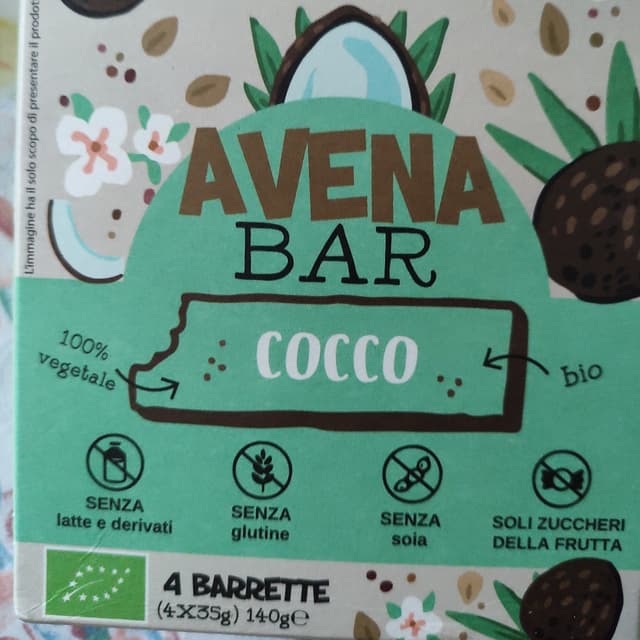 L'immagine ha il solo scopo di presentare il prodot
AVENA
BAR
COCCO
100%
vegetale
bio
SENZA
latte e derivati
SENZA
glutine
SENZA
soia
SOLI ZUCCHERI
DELLA FRUTTA
4 BARRETTE
(4X35g) 140g℮